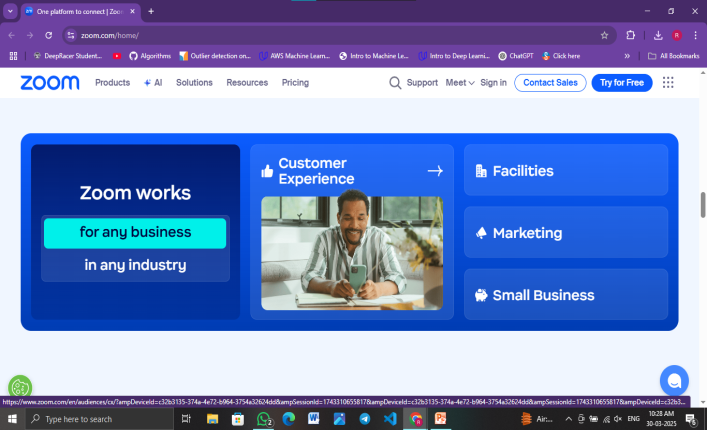 One platform to connect | Zoom
zoom.com/home/
R
DeepRacer Student...
Algorithms
Outlier detection on...
AWS Machine Learn...
Intro to Machine Le...
Intro to Deep Learni...
ChatGPT
Click here
»
All Bookmarks
zoom
Products
AI
Solutions
Resources
Pricing
Support
Meet
Sign in
Contact Sales
Try for Free
Zoom works
for any business
in any industry
Customer
Experience
Facilities
Marketing
Small Business
https://www.zoom.com/en/audiences/cx/?ampDeviceId=c32b3135-374a-4e72-b964-3754a32624dd&ampSessionId=1743310655817&ampDeviceId=c32b3135-374a-4e72-b964-3754a32624dd&ampSessionId=1743310655817&ampDeviceId=c32b3...
Type here to search
2
Air...
ENG
10:28 AM
30-03-2025
6